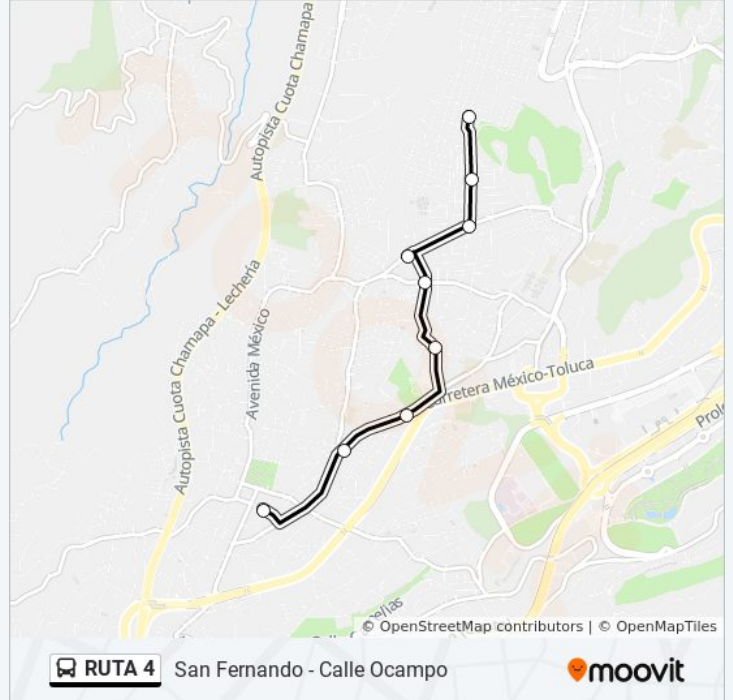 Autopista Cuota Chamapa
Autopista Cuota Chamapa - Lechería
Avenida México
Carretera México-Toluca
© OpenStreetMap contributors | © OpenMapTiles
RUTA 4
San Fernando - Calle Ocampo
moovit